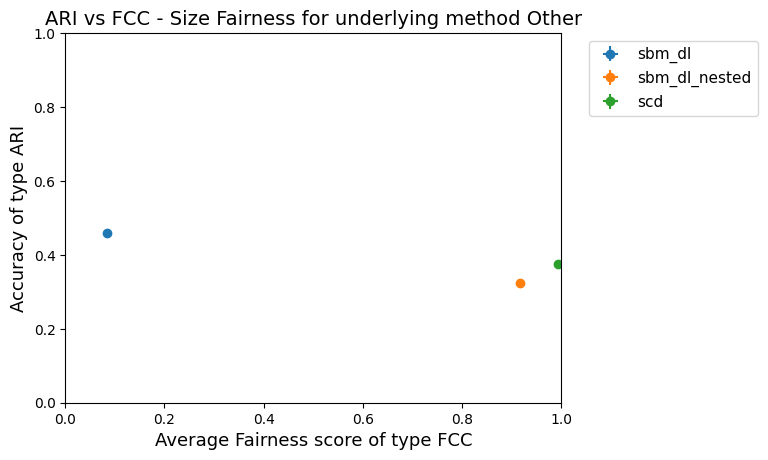 ARI vs FCC - Size Fairness for underlying method Other
sbm_dl
sbm_dl_nested
scd
Accuracy of type ARI
1.0
0.8
0.6
0.4
0.2
0.0
0.0 0.2 0.4 0.6 0.8 1.0
Average Fairness score of type FCC